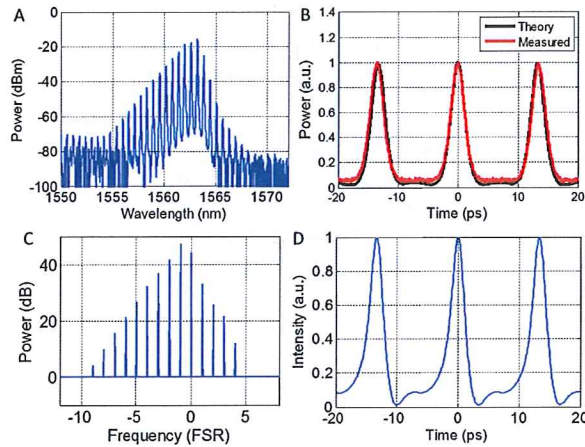 A
Power (dBm)
0
-20
-40
-60
-80
-100
1550 1555 1560 1565 1570
Wavelength (nm)
B
Power (a.u.)
1.4
1.2
1
0.8
0.6
0.4
0.2
0
-20 -10 0 10 20
Time (ps)
Theory
Measured
C
Power (dB)
40
20
0
-10 -5 0 5
Frequency (FSR)
D
Intensity (a.u.)
1
0.8
0.6
0.4
0.2
0
-20 -10 0 10 20
Time (ps)